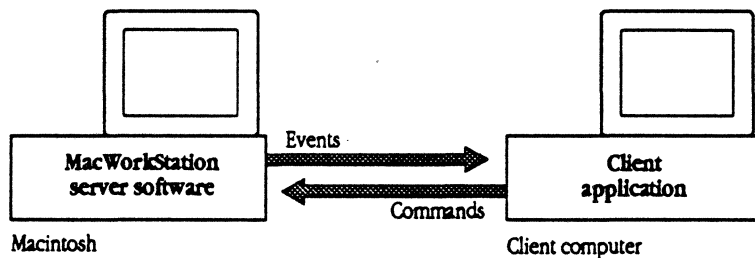 Events
MacWorkStation
server software
Client
application
Commands
Macintosh
Client computer